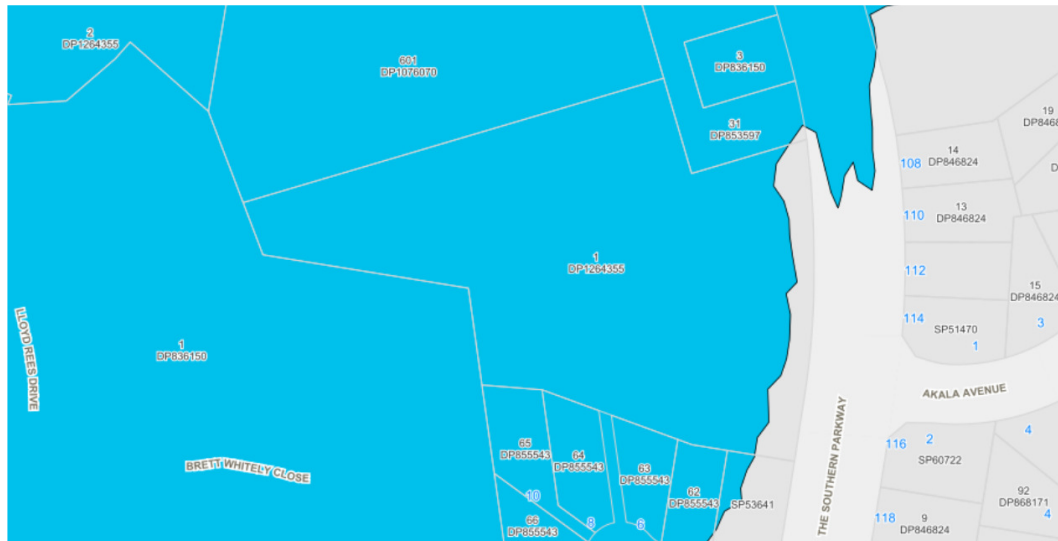 2
DP1264355
601
DP1076070
3
DP836150
31
DP853597
19
14
DP846824
108
13
DP846824
110
112
1
DP1264355
15
DP846824
114
SP51470
3
1
1
DP836150
LLOYD REES DRIVE
AKALA AVENUE
THE SOUTHERN PARKWAY
BRETT WHITELY CLOSE
65
DP855543
64
DP855543
63
DP855543
62
DP855543
66
DP855543
10
8
6
SP53641
116
2
SP60722
4
92
DP868171
4
118
9
DP846824